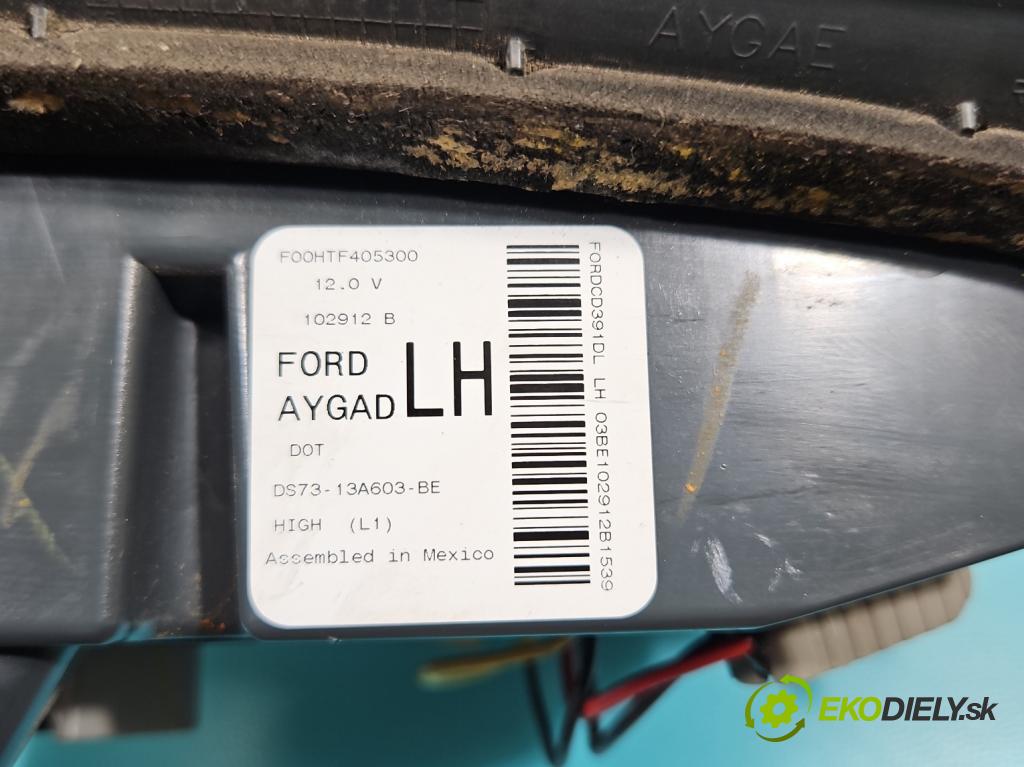 AYGAE
F00HTF405300
12.0 V
102912 B
FORD
AYGAD
LH
DOT
DS73-13A603-BE
HIGH (L1)
Assembled in Mexico
FORDCD391DL LH 03BE102912B1539
EKODIELY.sk